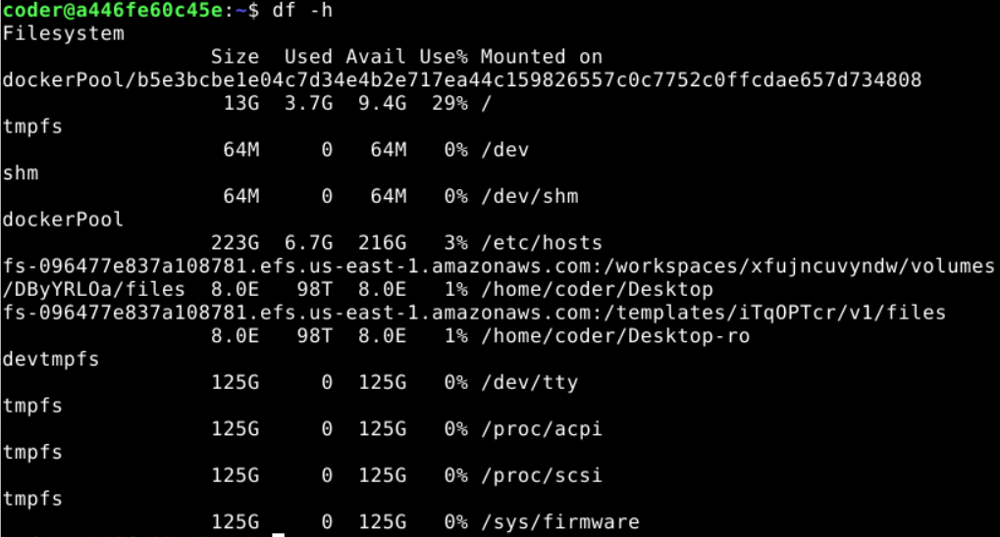 coder@a446fe60c45e:~$ df -h
Filesystem
Size Used Avail Use% Mounted on
dockerPool/b5e3bcbe1e04c7d34e4b2e717ea44c159826557c0c7752c0ffcdae657d734808
13G 3.7G 9.4G 29% /
tmpfs
64M 0 64M 0% /dev
shm
64M 0 64M 0% /dev/shm
dockerPool
223G 6.7G 216G 3% /etc/hosts
fs-096477e837a108781.efs.us-east-1.amazonaws.com:/workspaces/xfujncuvyndw/volumes
/DByYRLOa/files 8.0E 98T 8.0E 1% /home/coder/Desktop
fs-096477e837a108781.efs.us-east-1.amazonaws.com:/templates/iTqOPTcr/v1/files
8.0E 98T 8.0E 1% /home/coder/Desktop-ro
devtmpfs
125G 0 125G 0% /dev/tty
tmpfs
125G 0 125G 0% /proc/acpi
tmpfs
125G 0 125G 0% /proc/scsi
tmpfs
125G 0 125G 0% /sys/firmware